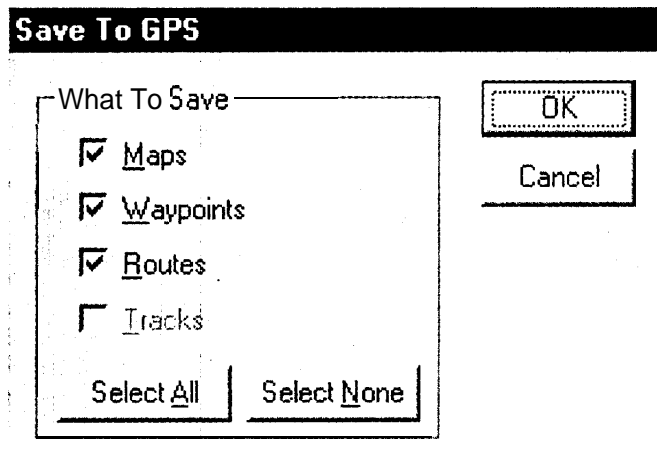 Save To GPS
What To Save
Maps
Waypoints
Routes
Tracks
Select All
Select None
OK
Cancel